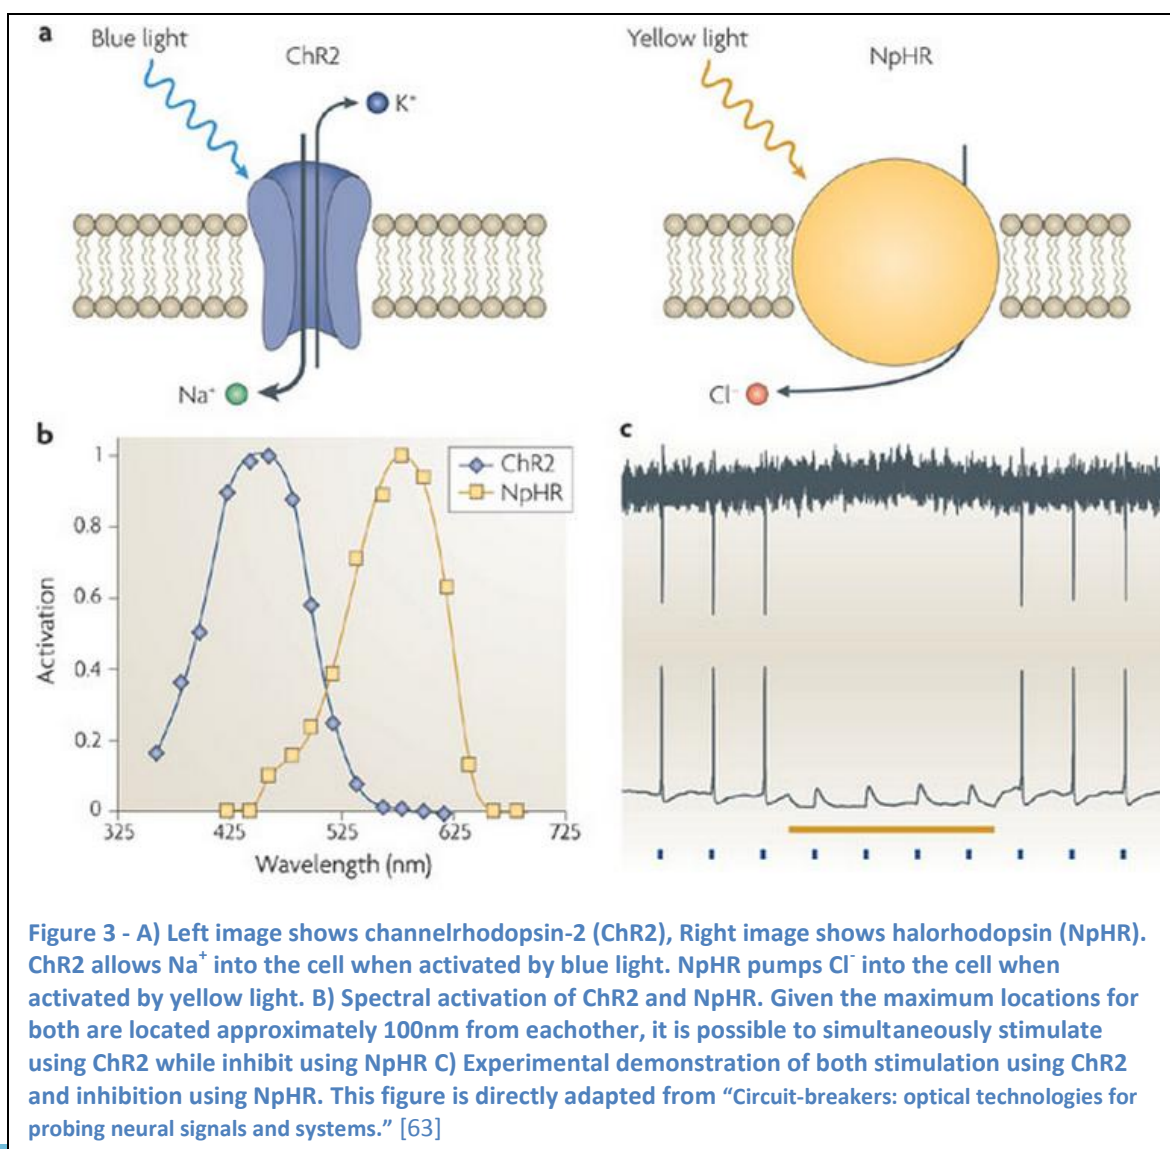 a
Blue light
ChR2
K⁺
Na⁺
Yellow light
NpHR
Cl⁻
b
1
0.8
0.6
0.4
0.2
0
Activation
325
425
525
625
725
Wavelength (nm)
ChR2
NpHR
c
Figure 3 - A) Left image shows channelrhodopsin-2 (ChR2), Right image shows halorhodopsin (NpHR).
ChR2 allows Na⁺ into the cell when activated by blue light. NpHR pumps Cl⁻ into the cell when
activated by yellow light. B) Spectral activation of ChR2 and NpHR. Given the maximum locations for
both are located approximately 100nm from eachother, it is possible to simultaneously stimulate
using ChR2 while inhibit using NpHR C) Experimental demonstration of both stimulation using ChR2
and inhibition using NpHR. This figure is directly adapted from “Circuit-breakers: optical technologies for
probing neural signals and systems.” [63]